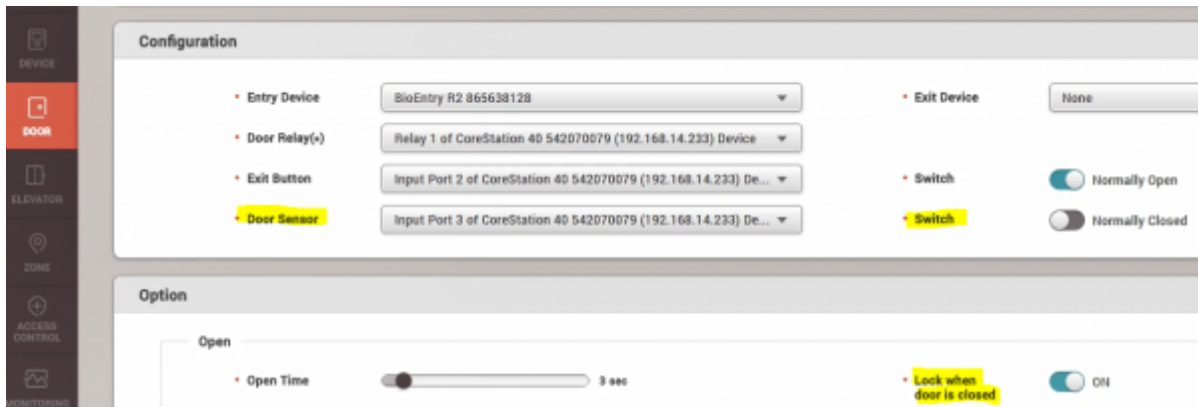 DEVICE
DOOR
ELEVATOR
ZONE
ACCESS
CONTROL
MONITORING
Configuration
Entry Device BioEntry R2 865638128 Exit Device None
Door Relay(*) Relay 1 of CoreStation 40 542070079 (192.168.14.233) Device
Exit Button Input Port 2 of CoreStation 40 542070079 (192.168.14.233) De... Switch Normally Open
Door Sensor Input Port 3 of CoreStation 40 542070079 (192.168.14.233) De... Switch Normally Closed
Option
Open
Open Time 3 sec Lock when
door is closed ON